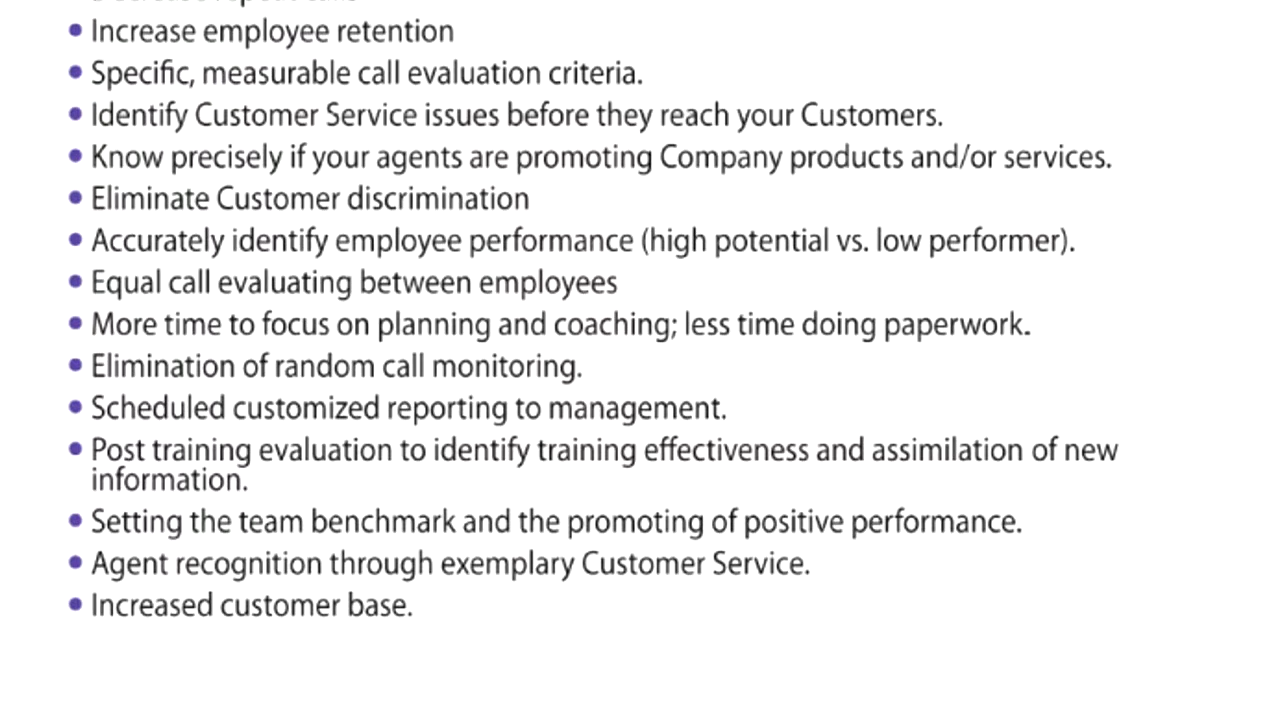 • Increase employee retention
• Specific, measurable call evaluation criteria.
• Identify Customer Service issues before they reach your Customers.
• Know precisely if your agents are promoting Company products and/or services.
• Eliminate Customer discrimination
• Accurately identify employee performance (high potential vs. low performer).
• Equal call evaluating between employees
• More time to focus on planning and coaching; less time doing paperwork.
• Elimination of random call monitoring.
• Scheduled customized reporting to management.
• Post training evaluation to identify training effectiveness and assimilation of new
information.
• Setting the team benchmark and the promoting of positive performance.
• Agent recognition through exemplary Customer Service.
• Increased customer base.